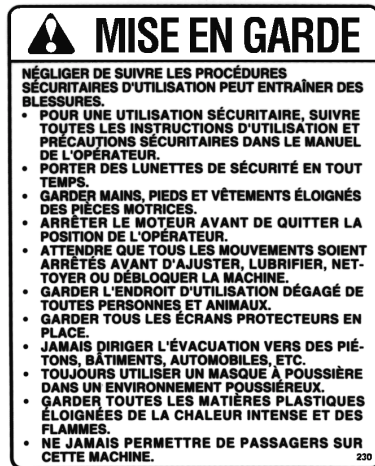 MISE EN GARDE
NÉGLIGER DE SUIVRE LES PROCÉDURES
SÉCURITAIRES D'UTILISATION PEUT ENTRAÎNER DES
BLESSURES.
• POUR UNE UTILISATION SÉCURITAIRE, SUIVRE
TOUTES LES INSTRUCTIONS D'UTILISATION ET
PRÉCAUTIONS SÉCURITAIRES DANS LE MANUEL
DE L'OPÉRATEUR.
• PORTER DES LUNETTES DE SÉCURITÉ EN TOUT
TEMPS.
• GARDER MAINS, PIEDS ET VÊTEMENTS ÉLOIGNÉS
DES PIÈCES MOTRICES.
• ARRÊTER LE MOTEUR AVANT DE QUITTER LA
POSITION DE L'OPÉRATEUR.
• ATTENDRE QUE TOUS LES MOUVEMENTS SOIENT
ARRÊTÉS AVANT D'AJUSTER, LUBRIFIER, NET-
TOYER OU DÉBLOQUER LA MACHINE.
• GARDER L'ENDROIT D'UTILISATION DÉGAGÉ DE
TOUTES PERSONNES ET ANIMAUX.
• GARDER TOUS LES ÉCRANS PROTECTEURS EN
PLACE.
• JAMAIS DIRIGER L'ÉVACUATION VERS DES PIÉ-
TONS, BÂTIMENTS, AUTOMOBILES, ETC.
• TOUJOURS UTILISER UN MASQUE À POUSSIÈRE
DANS UN ENVIRONNEMENT POUSSIÉREUX.
• GARDER TOUTES LES MATIÈRES PLASTIQUES
ÉLOIGNÉES DE LA CHALEUR INTENSE ET DES
FLAMMES.
• NE JAMAIS PERMETTRE DE PASSAGERS SUR
CETTE MACHINE. 230